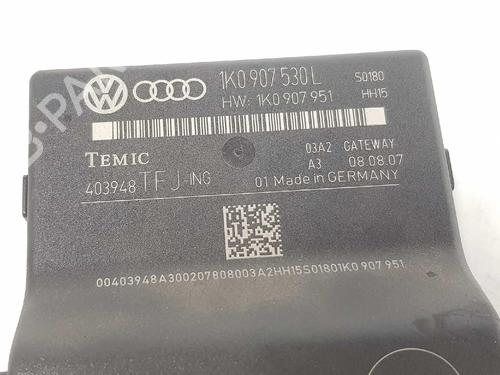 1K0 907 530 L S0180
HW: 1K0 907 951 HH15
TEMIC 03A2 GATEWAY
A3 08.08.07
403948 TFJ-ING 01 Made in GERMANY
00403948A300207808003A2HH15S01801K0 907 951